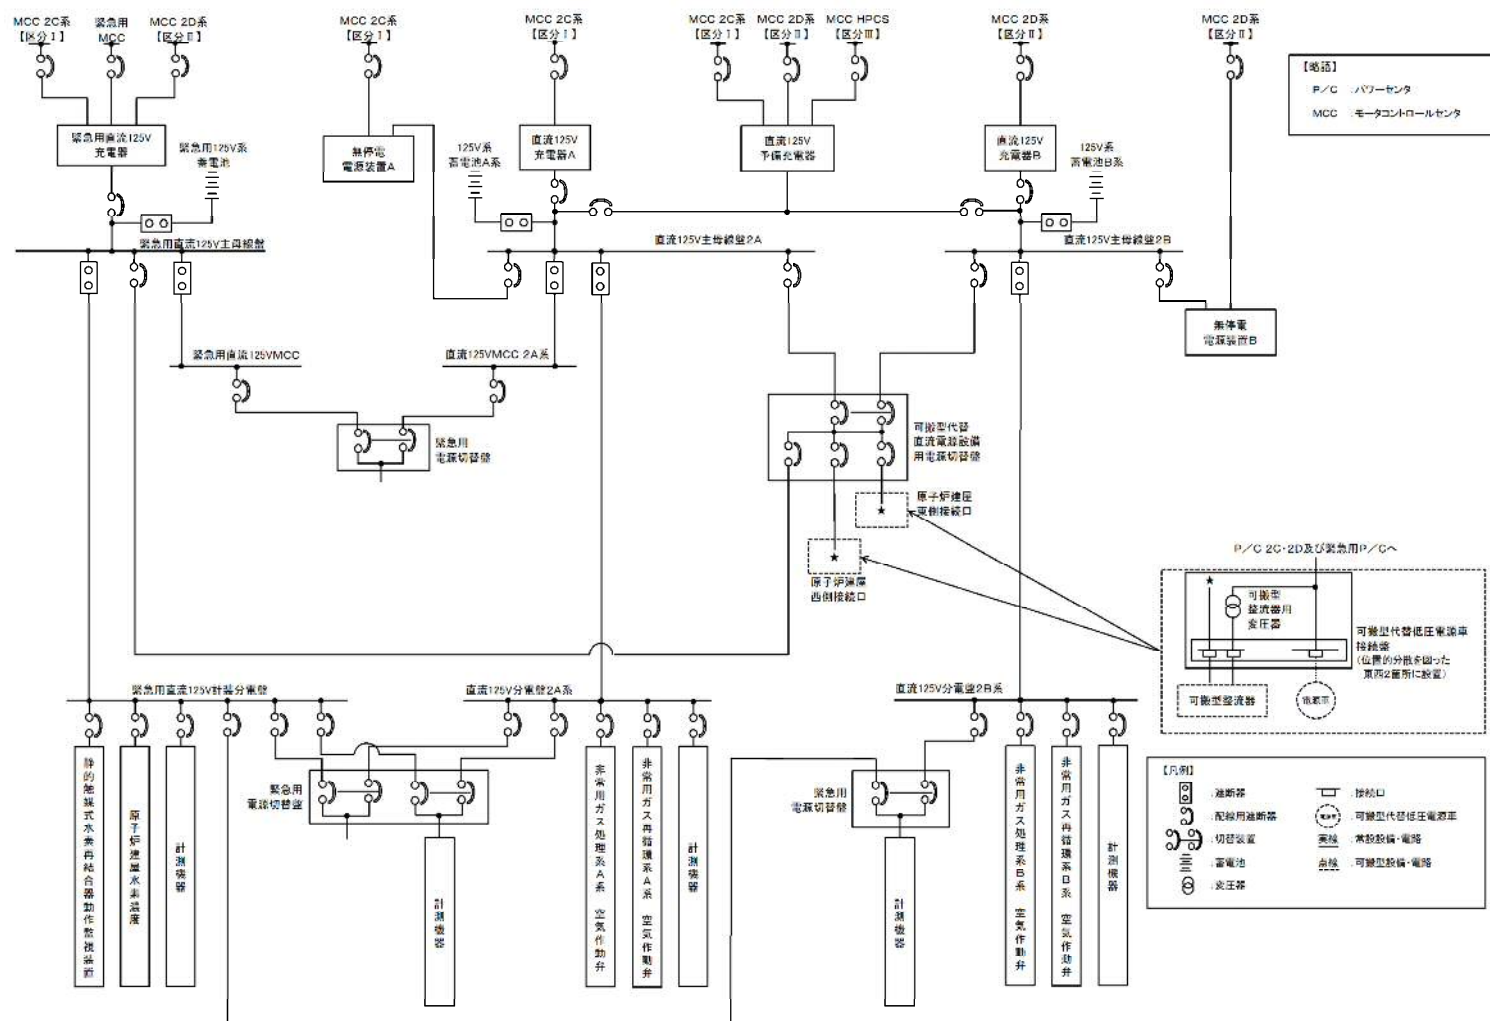 MCC 2C系
【区分Ⅰ】
緊急用
MCC
MCC 2D系
【区分Ⅱ】
MCC 2C系
【区分Ⅰ】
MCC 2C系
【区分Ⅰ】
MCC 2C系
【区分Ⅰ】
MCC 2D系
【区分Ⅱ】
MCC HPCS
【区分Ⅲ】
MCC 2D系
【区分Ⅱ】
MCC 2D系
【区分Ⅱ】
【略語】
P/C :パワーセンタ
MCC :モータコントロールセンタ
緊急用直流125V
充電器
緊急用125V系
蓄電池
無停電
電源装置A
125V系
蓄電池A系
直流125V
充電器A
直流125V
予備充電器
直流125V
充電器B
125V系
蓄電池B系
緊急用直流125V主母線盤
直流125V主母線盤2A
直流125V主母線盤2B
無停電
電源装置B
緊急用直流125VMCC
直流125VMCC 2A系
緊急用
電源切替盤
可搬型代替
直流電源設備
用電源切替盤
原子炉建屋
東側接続口
原子炉建屋
西側接続口
P/C 2C・2D及び緊急用P/Cへ
可搬型
整流器用
変圧器
可搬型代替低圧電源車
接続盤
(位置的分散を図った
東西2箇所に設置)
可搬型整流器
電源車
緊急用直流125V計装分電盤
直流125V分電盤2A系
直流125V分電盤2B系
緊急用
電源切替盤
緊急用
電源切替盤
静的触媒式水素再結合器動作監視装置
原子炉建屋水素濃度
計測機器
計測機器
非常用ガス処理系A系 空気作動弁
非常用ガス再循環系A系 空気作動弁
計測機器
計測機器
非常用ガス処理系B系 空気作動弁
非常用ガス再循環系B系 空気作動弁
計測機器
【凡例】
:遮断器
:配線用遮断器
:切替装置
:蓄電池
:変圧器
:接続口
:可搬型代替低圧電源車
実線 :常設設備・電路
点線 :可搬型設備・電路